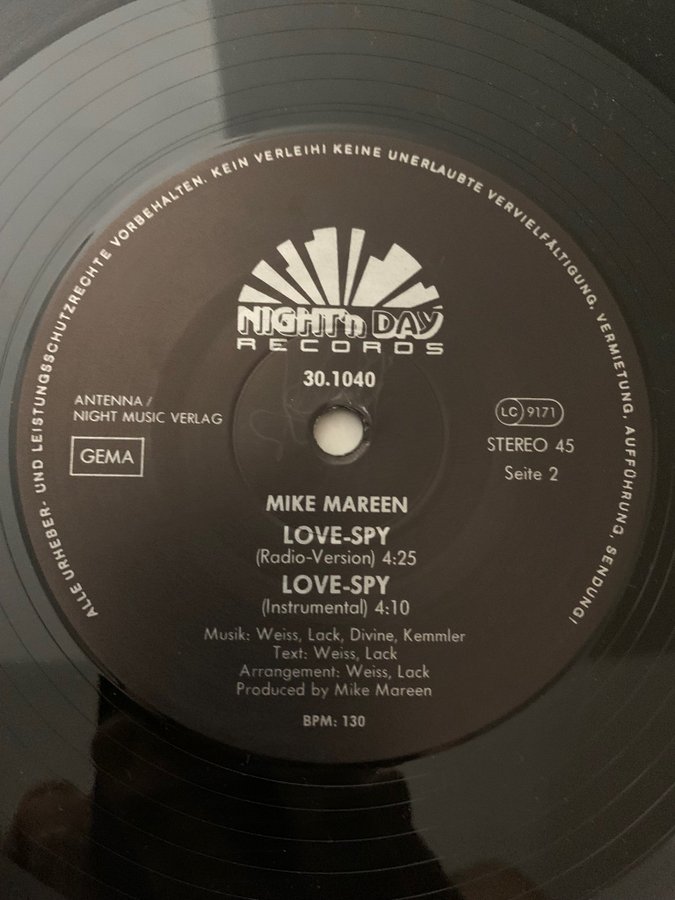 ALLE URHEBER- UND LEISTUNGSSCHUTZRECHTE VORBEHALTEN. KEIN VERLEIH! KEINE UNERLAUBTE VERVIELFÄLTIGUNG, VERMIETUNG, AUFFÜHRUNG, SENDUNG!
NIGHT'n DAY
RECORDS
30.1040
ANTENNA /
NIGHT MUSIC VERLAG
GEMA
LC 9171
STEREO 45
Seite 2
MIKE MAREEN
LOVE-SPY
(Radio-Version) 4:25
LOVE-SPY
(Instrumental) 4:10
Musik: Weiss, Lack, Divine, Kemmler
Text: Weiss, Lack
Arrangement: Weiss, Lack
Produced by Mike Mareen
BPM: 130